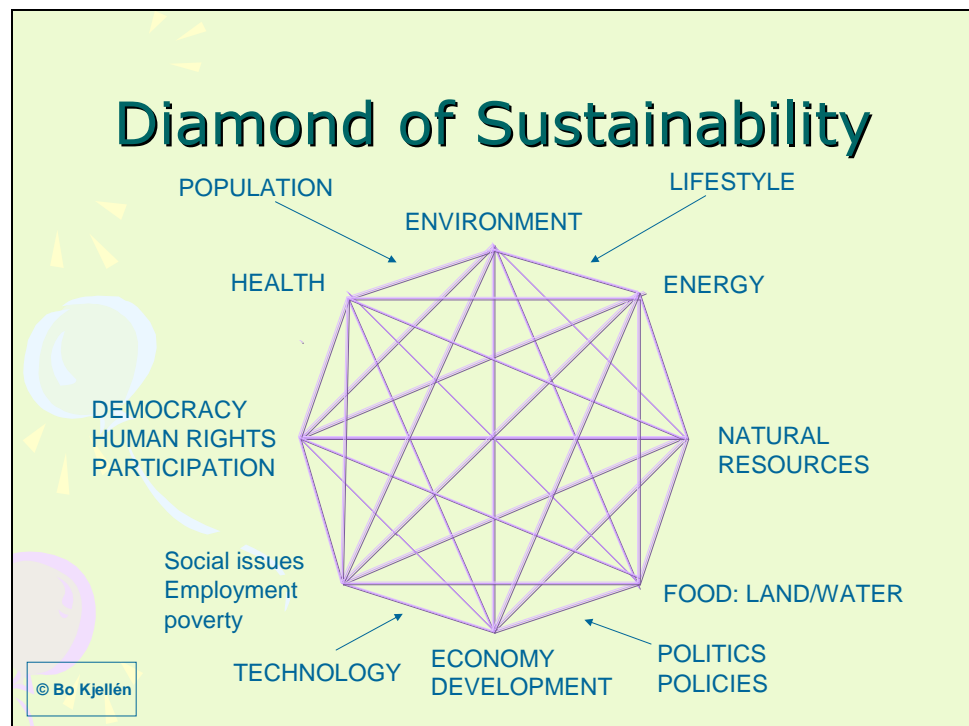 Diamond of Sustainability
POPULATION
LIFESTYLE
ENVIRONMENT
HEALTH
ENERGY
DEMOCRACY
HUMAN RIGHTS
PARTICIPATION
NATURAL
RESOURCES
Social issues
Employment
poverty
FOOD: LAND/WATER
TECHNOLOGY
ECONOMY
DEVELOPMENT
POLITICS
POLICIES
© Bo Kjellén